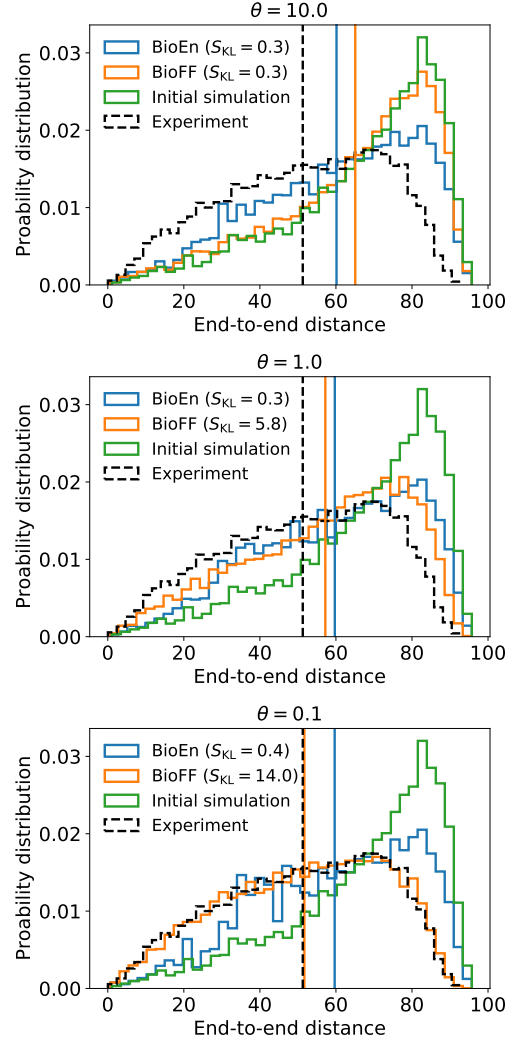 θ = 10.0
0.03
0.02
0.01
0.00
Proability distribution
BioEn (S_KL = 0.3)
BioFF (S_KL = 0.3)
Initial simulation
Experiment
0 20 40 60 80 100
End-to-end distance
θ = 1.0
0.03
0.02
0.01
0.00
Proability distribution
BioEn (S_KL = 0.3)
BioFF (S_KL = 5.8)
Initial simulation
Experiment
0 20 40 60 80 100
End-to-end distance
θ = 0.1
0.03
0.02
0.01
0.00
Proability distribution
BioEn (S_KL = 0.4)
BioFF (S_KL = 14.0)
Initial simulation
Experiment
0 20 40 60 80 100
End-to-end distance